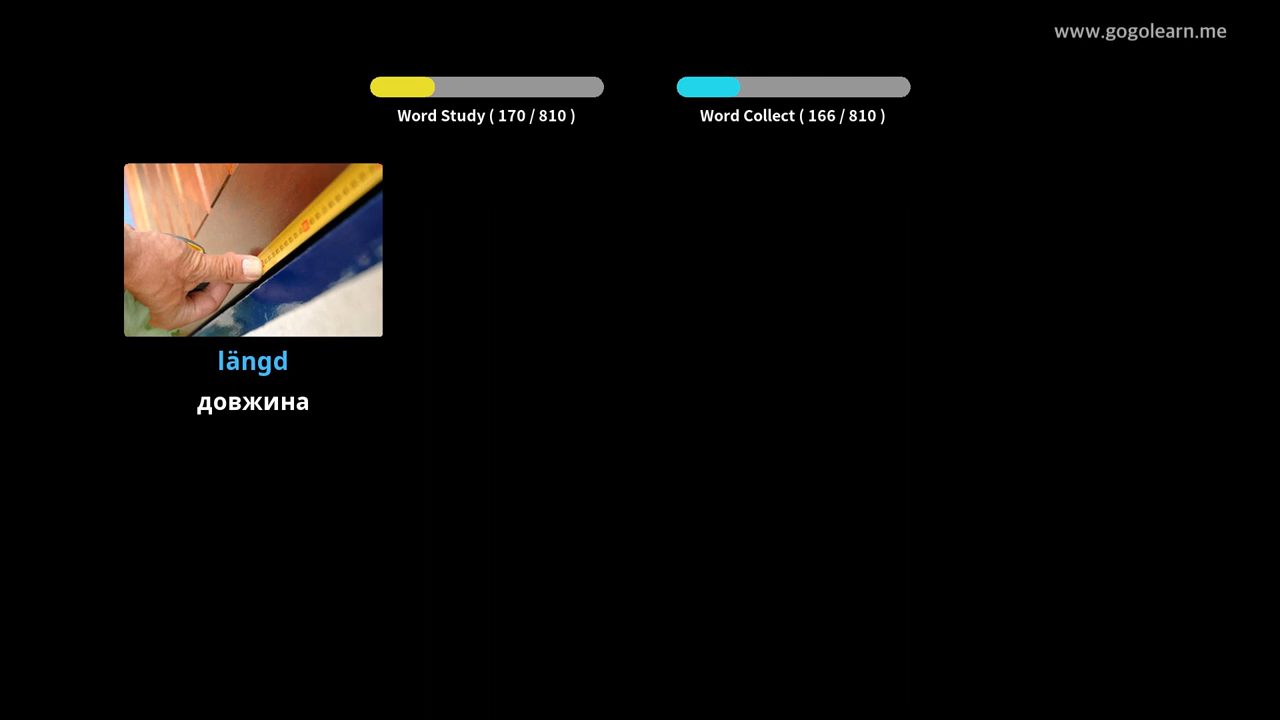 www.gogolearn.me
Word Study ( 170 / 810 )
Word Collect ( 166 / 810 )
längd
довжина